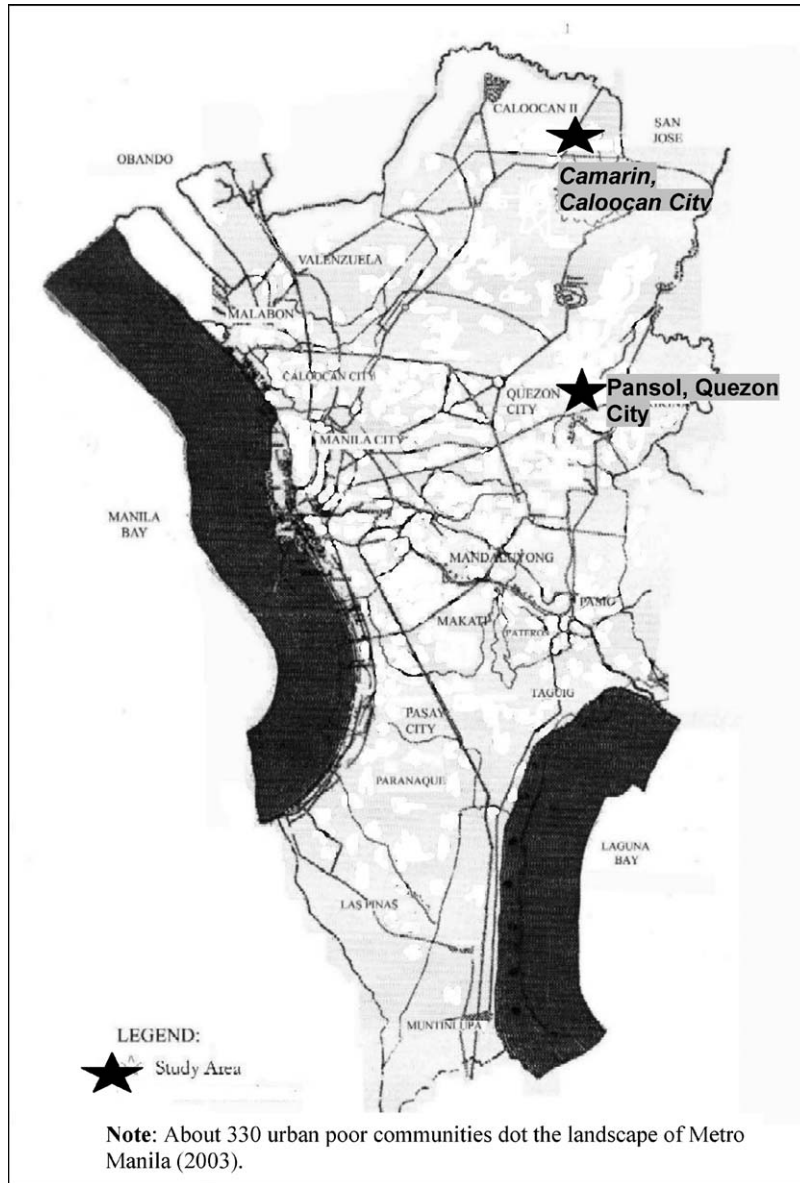 1
CALOOCAN II
SAN
JOSE
OBANDO
Camarin,
Caloocan City
VALENZUELA
MALABON
CALOOCAN CITY
QUEZON
CITY
Pansol, Quezon
City
MANILA CITY
MANILA
BAY
MANDALUYONG
PASIG
MAKATI
PATEROS
TAGUIG
PASAY
CITY
PARANAQUE
LAGUNA
BAY
LAS PINAS
MUNTINLUPA
LEGEND:
Study Area
Note: About 330 urban poor communities dot the landscape of Metro
Manila (2003).